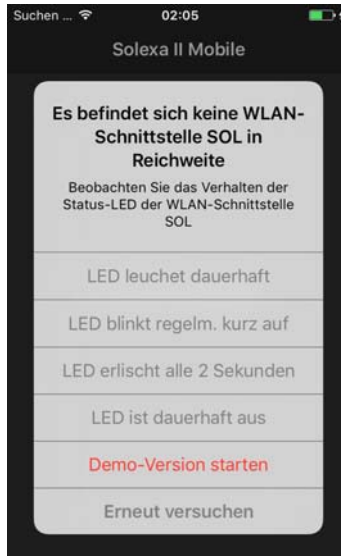 Suchen ... 02:05
Solexa II Mobile
Es befindet sich keine WLAN-
Schnittstelle SOL in
Reichweite
Beobachten Sie das Verhalten der
Status-LED der WLAN-Schnittstelle
SOL
LED leuchet dauerhaft
LED blinkt regelm. kurz auf
LED erlischt alle 2 Sekunden
LED ist dauerhaft aus
Demo-Version starten
Erneut versuchen